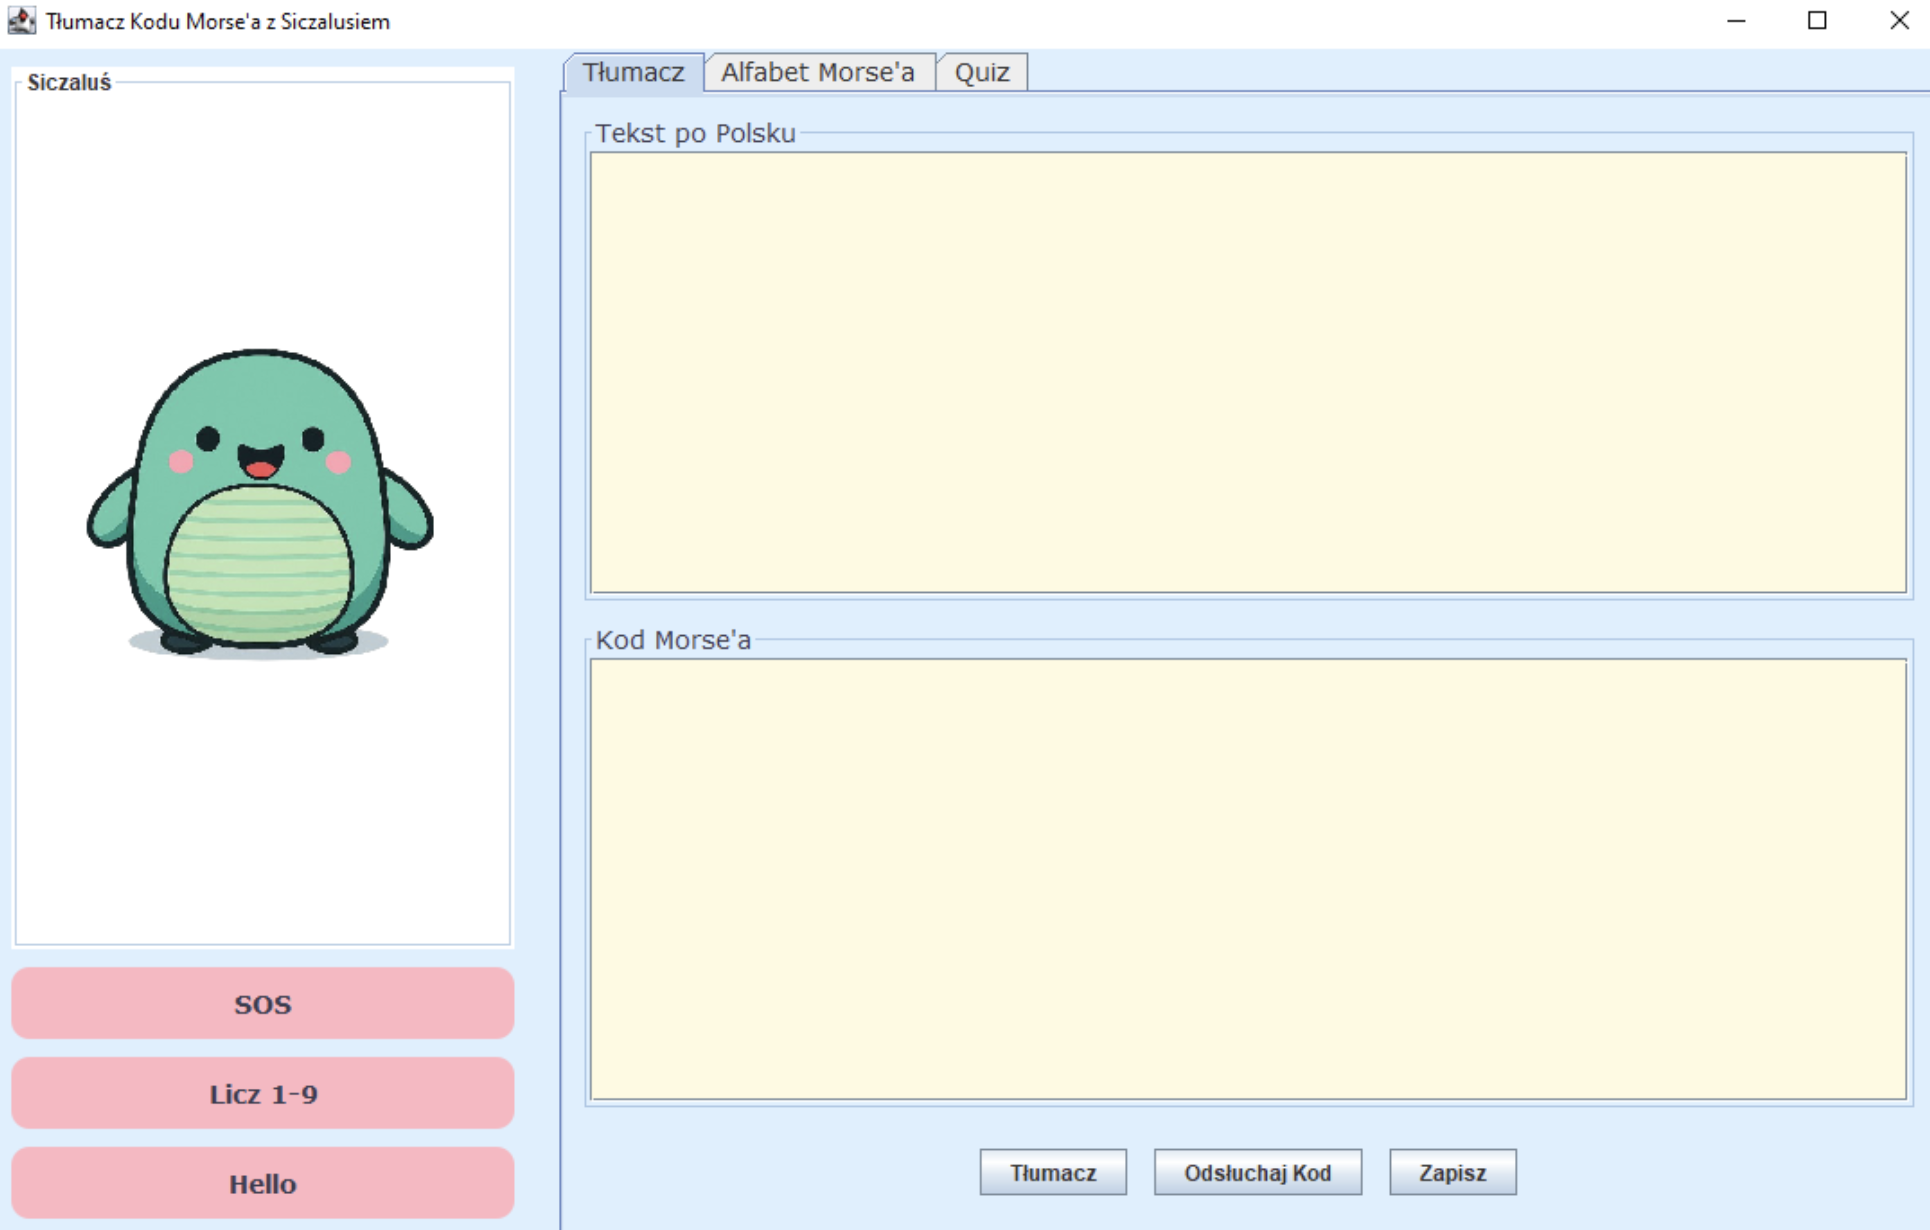 Tłumacz Kodu Morse'a z Siczalusiem
Siczaluś
SOS
Licz 1-9
Hello
Tłumacz
Alfabet Morse'a
Quiz
Tekst po Polsku
Kod Morse'a
Tłumacz
Odsłuchaj Kod
Zapisz